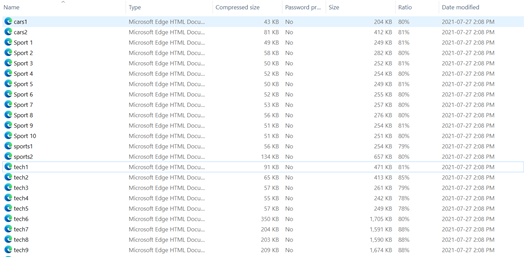 Name Type Compressed size Password pr... Size Ratio Date modified
cars1 Microsoft Edge HTML Docu... 43 KB No 204 KB 80% 2021-07-27 2:08 PM
cars2 Microsoft Edge HTML Docu... 81 KB No 412 KB 81% 2021-07-27 2:08 PM
Sport 1 Microsoft Edge HTML Docu... 49 KB No 249 KB 81% 2021-07-27 2:08 PM
Sport 2 Microsoft Edge HTML Docu... 58 KB No 282 KB 80% 2021-07-27 2:08 PM
Sport 3 Microsoft Edge HTML Docu... 50 KB No 252 KB 81% 2021-07-27 2:08 PM
Sport 4 Microsoft Edge HTML Docu... 52 KB No 254 KB 80% 2021-07-27 2:08 PM
Sport 5 Microsoft Edge HTML Docu... 50 KB No 249 KB 81% 2021-07-27 2:08 PM
Sport 6 Microsoft Edge HTML Docu... 52 KB No 255 KB 80% 2021-07-27 2:08 PM
Sport 7 Microsoft Edge HTML Docu... 53 KB No 257 KB 80% 2021-07-27 2:08 PM
Sport 8 Microsoft Edge HTML Docu... 56 KB No 276 KB 80% 2021-07-27 2:08 PM
Sport 9 Microsoft Edge HTML Docu... 51 KB No 254 KB 81% 2021-07-27 2:08 PM
Sport 10 Microsoft Edge HTML Docu... 51 KB No 251 KB 80% 2021-07-27 2:08 PM
sports1 Microsoft Edge HTML Docu... 56 KB No 254 KB 79% 2021-07-27 2:08 PM
sports2 Microsoft Edge HTML Docu... 134 KB No 657 KB 80% 2021-07-27 2:08 PM
tech1 Microsoft Edge HTML Docu... 91 KB No 471 KB 81% 2021-07-27 2:08 PM
tech2 Microsoft Edge HTML Docu... 65 KB No 413 KB 85% 2021-07-27 2:08 PM
tech3 Microsoft Edge HTML Docu... 57 KB No 261 KB 79% 2021-07-27 2:08 PM
tech4 Microsoft Edge HTML Docu... 55 KB No 242 KB 78% 2021-07-27 2:08 PM
tech5 Microsoft Edge HTML Docu... 57 KB No 249 KB 78% 2021-07-27 2:08 PM
tech6 Microsoft Edge HTML Docu... 350 KB No 1,705 KB 80% 2021-07-27 2:08 PM
tech7 Microsoft Edge HTML Docu... 204 KB No 1,591 KB 88% 2021-07-27 2:08 PM
tech8 Microsoft Edge HTML Docu... 203 KB No 1,590 KB 88% 2021-07-27 2:08 PM
tech9 Microsoft Edge HTML Docu... 209 KB No 1,674 KB 88% 2021-07-27 2:08 PM